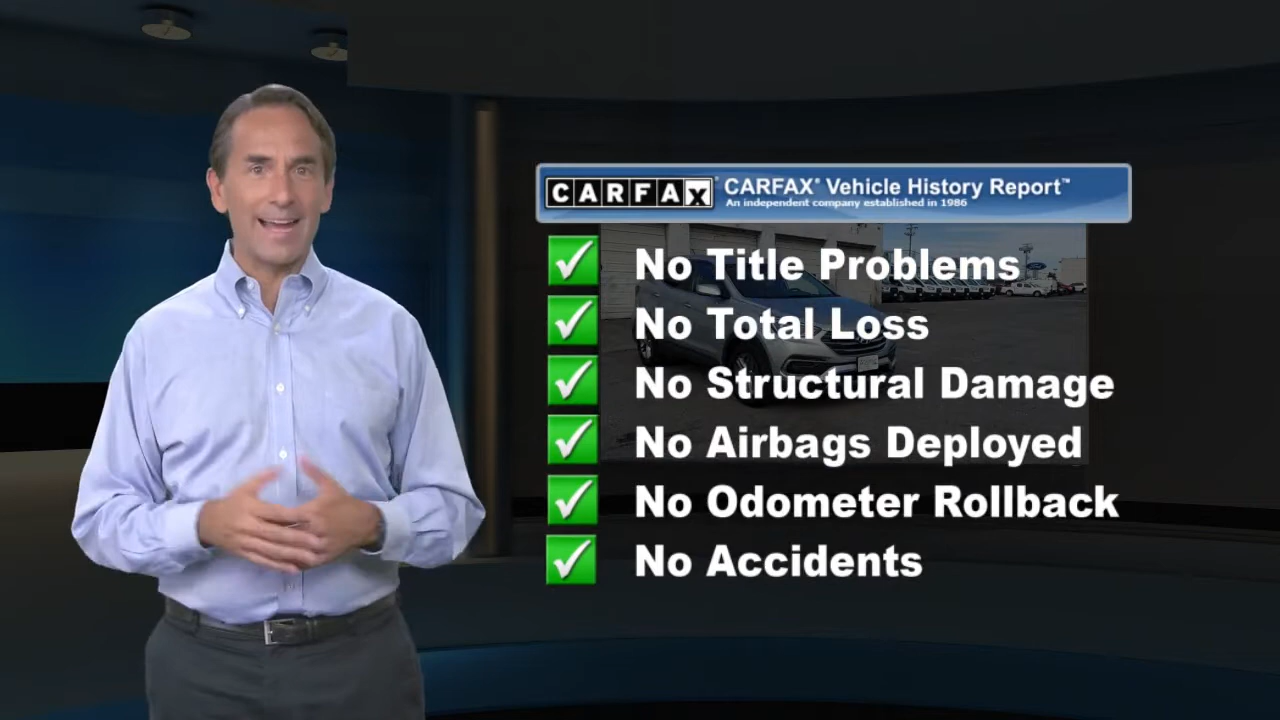 CARFAX® CARFAX® Vehicle History Report™
An independent company established in 1986
No Title Problems
No Total Loss
No Structural Damage
No Airbags Deployed
No Odometer Rollback
No Accidents